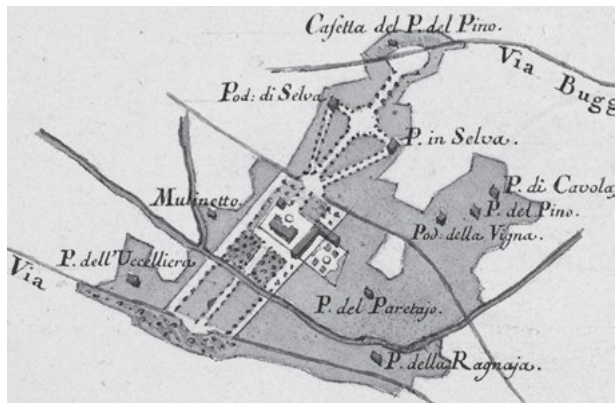 Casetta del P. del Pino.
Via Bugg
Pod: di Selva
P. in Selva.
P. di Cavolaj
P. del Pino.
Mulinetto.
Pod: della Vigna.
P. dell'Uccelliera
Via
P. del Paretajo.
P. della Ragnaja.